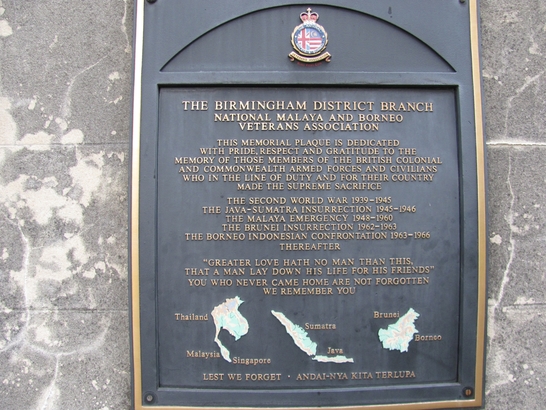 THE BIRMINGHAM DISTRICT BRANCH
NATIONAL MALAYA AND BORNEO
VETERANS ASSOCIATION
THIS MEMORIAL PLAQUE IS DEDICATED
WITH PRIDE, RESPECT AND GRATITUDE TO THE
MEMORY OF THOSE MEMBERS OF THE BRITISH COLONIAL
AND COMMONWEALTH ARMED FORCES AND CIVILIANS
WHO IN THE LINE OF DUTY AND FOR THEIR COUNTRY
MADE THE SUPREME SACRIFICE
THE SECOND WORLD WAR 1939-1945
THE JAVA-SUMATRA INSURRECTION 1945-1946
THE MALAYA EMERGENCY 1948-1960
THE BRUNEI INSURRECTION 1962-1963
THE BORNEO INDONESIAN CONFRONTATION 1963-1966
THEREAFTER
"GREATER LOVE HATH NO MAN THAN THIS,
THAT A MAN LAY DOWN HIS LIFE FOR HIS FRIENDS"
YOU WHO NEVER CAME HOME ARE NOT FORGOTTEN
WE REMEMBER YOU
Thailand
Malaysia
Singapore
Sumatra
Java
Brunei
Borneo
LEST WE FORGET · ANDAI-NYA KITA TERLUPA